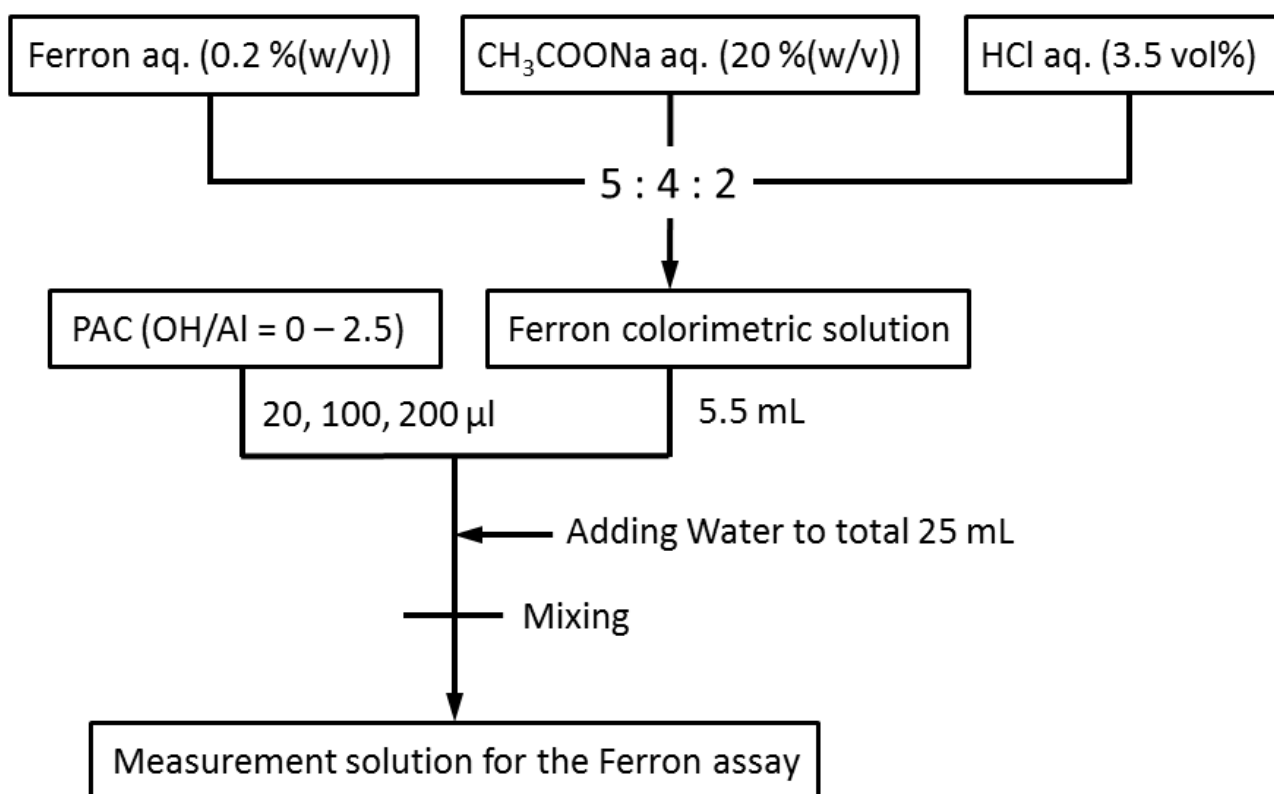 Ferron aq. (0.2 %(w/v))
CH₃COONa aq. (20 %(w/v))
HCl aq. (3.5 vol%)
5 : 4 : 2
PAC (OH/Al = 0 – 2.5)
Ferron colorimetric solution
20, 100, 200 μl
5.5 mL
Adding Water to total 25 mL
Mixing
Measurement solution for the Ferron assay